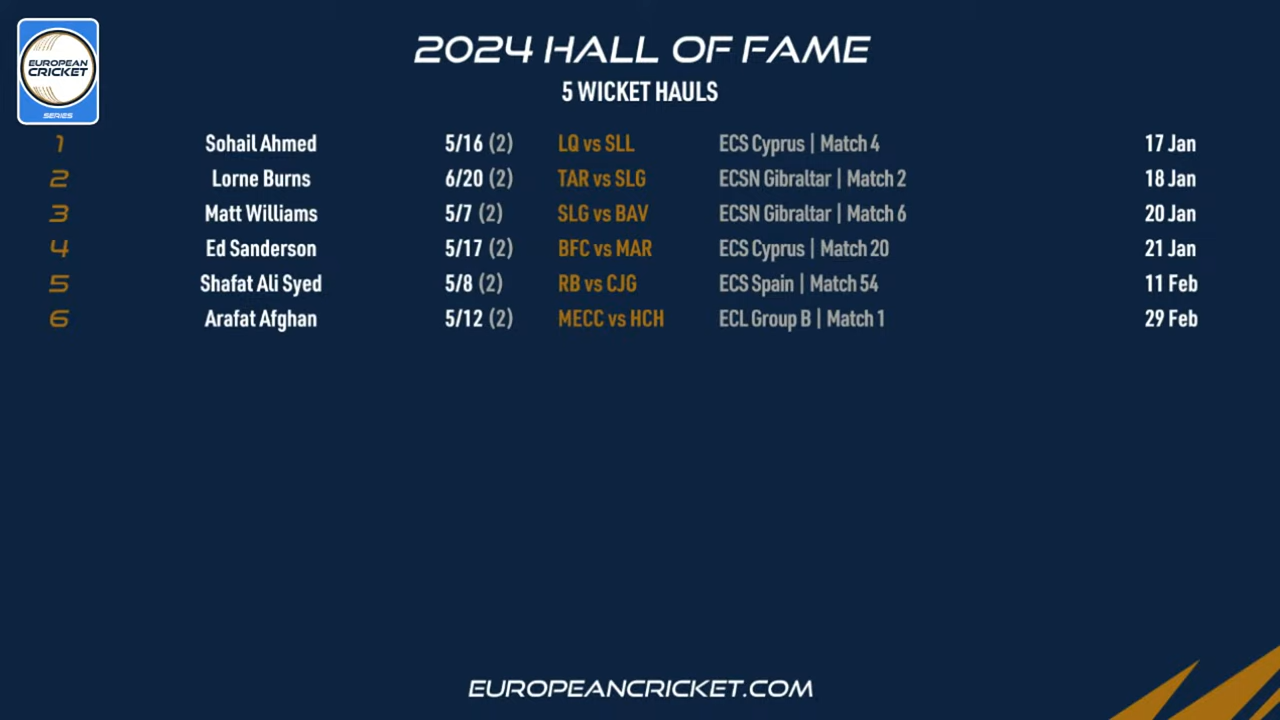 EUROPEAN
CRICKET
SERIES
2024 HALL OF FAME
5 WICKET HAULS
1 Sohail Ahmed 5/16 (2) LQ vs SLL ECS Cyprus | Match 4 17 Jan
2 Lorne Burns 6/20 (2) TAR vs SLG ECSN Gibraltar | Match 2 18 Jan
3 Matt Williams 5/7 (2) SLG vs BAV ECSN Gibraltar | Match 6 20 Jan
4 Ed Sanderson 5/17 (2) BFC vs MAR ECS Cyprus | Match 20 21 Jan
5 Shafat Ali Syed 5/8 (2) RB vs CJG ECS Spain | Match 54 11 Feb
6 Arafat Afghan 5/12 (2) MECC vs HCH ECL Group B | Match 1 29 Feb
EUROPEANCRICKET.COM